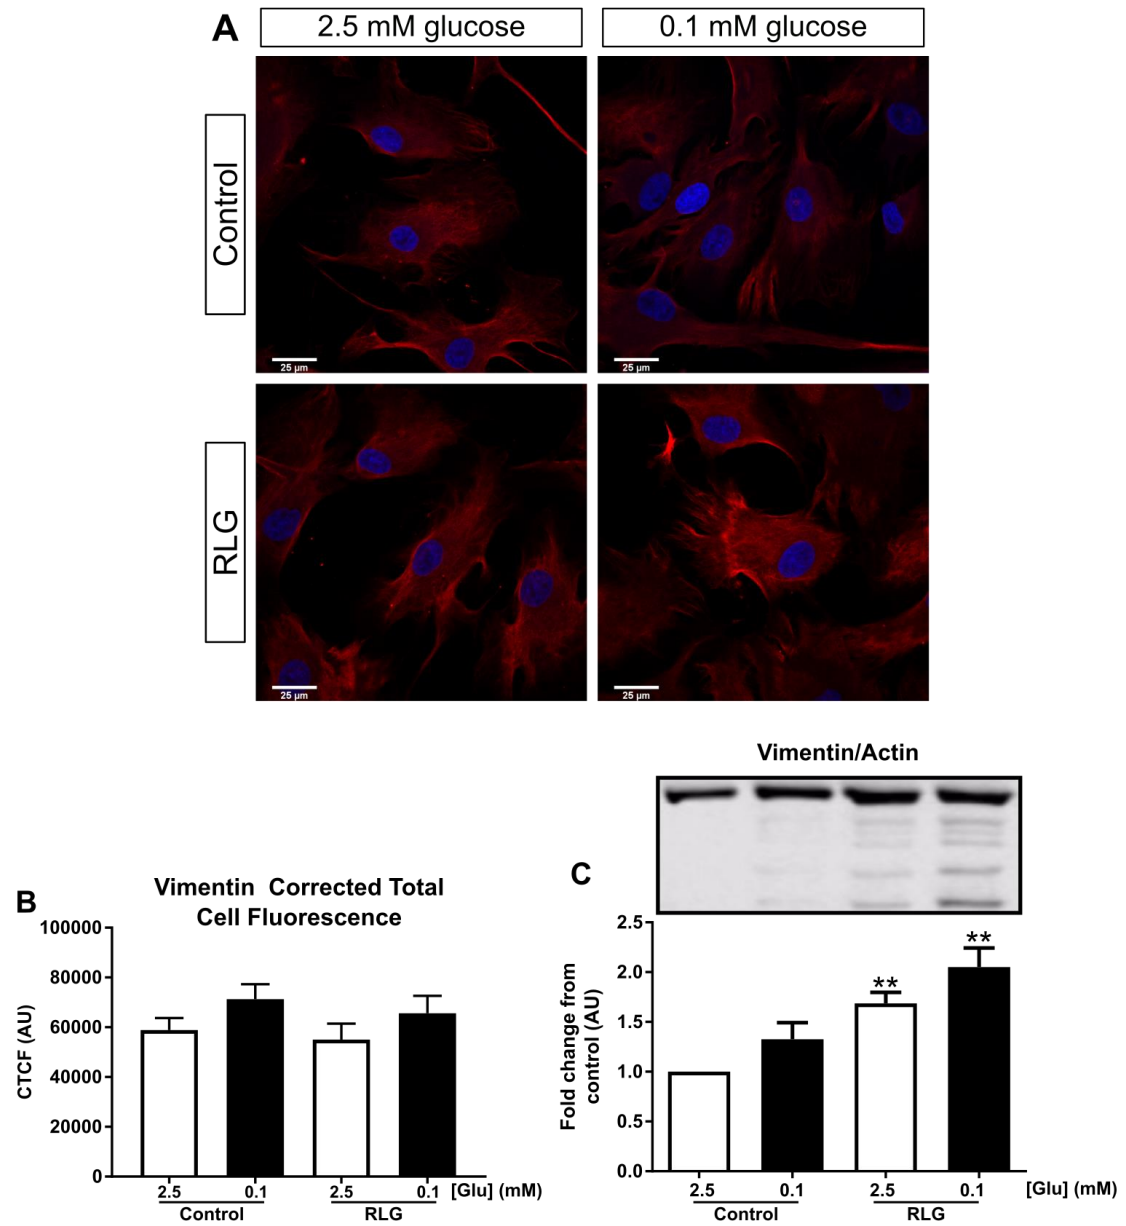 A
2.5 mM glucose
0.1 mM glucose
Control
25 µm
25 µm
RLG
25 µm
25 µm
B
Vimentin Corrected Total
Cell Fluorescence
CTCF (AU)
100000
80000
60000
40000
20000
0
2.5
0.1
2.5
0.1
[Glu] (mM)
Control
RLG
C
Vimentin/Actin
Fold change from
control (AU)
2.5
2.0
1.5
1.0
0.5
0.0
**
**
2.5
0.1
2.5
0.1
[Glu] (mM)
Control
RLG